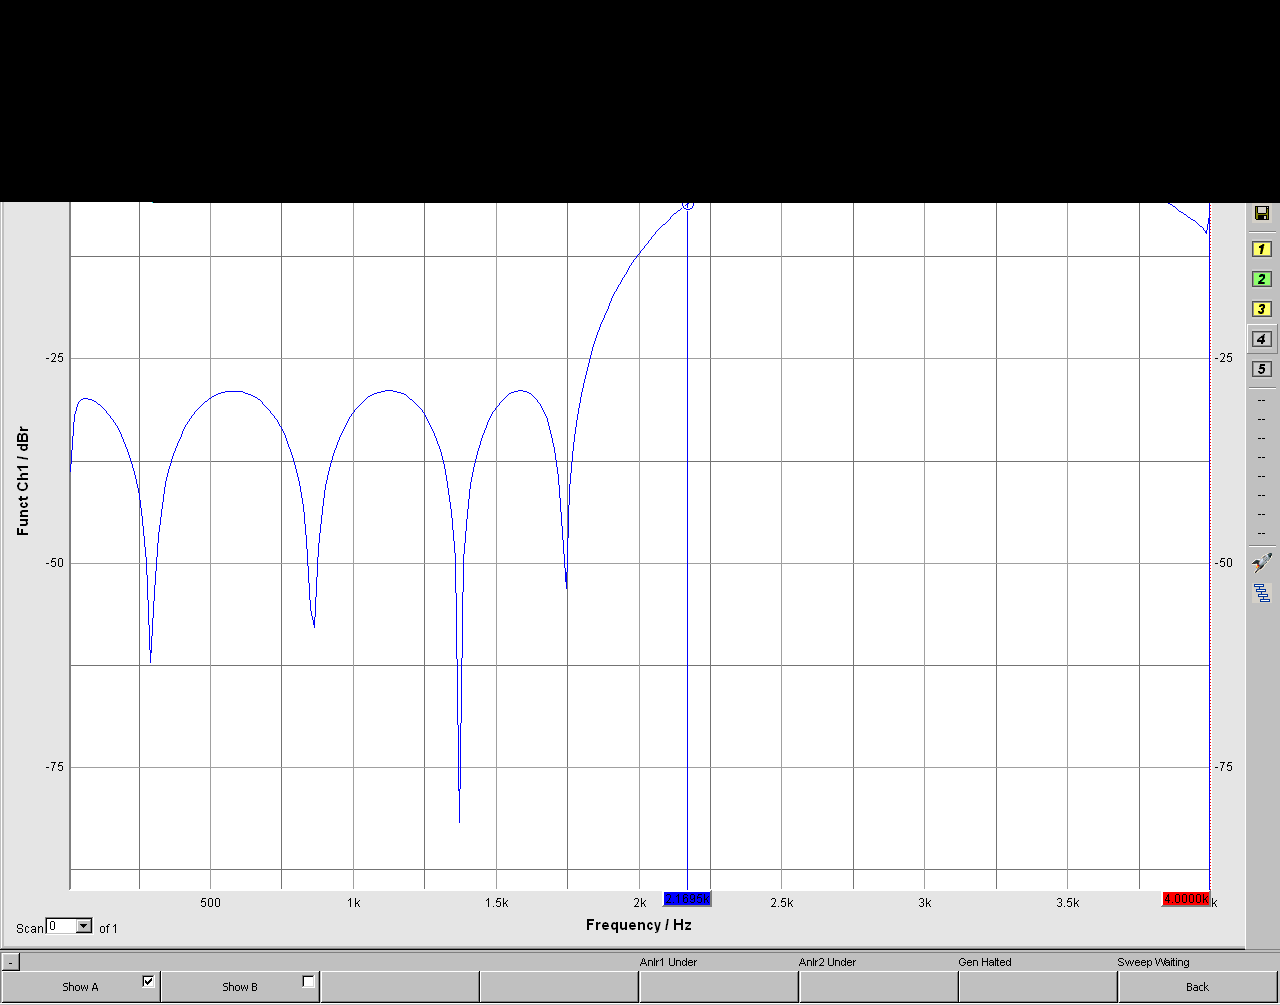 1
2
3
4
5
-25
-25
-50
-50
-75
-75
--
--
--
--
--
--
--
--
Funct Ch1 / dBr
500
1k
1.5k
2k
2.5k
3k
3.5k
4.0000k
k
Frequency / Hz
Scan 0 of 1
-
Anlr1 Under
Anlr2 Under
Gen Halted
Sweep Waiting
Show A
Show B
Back